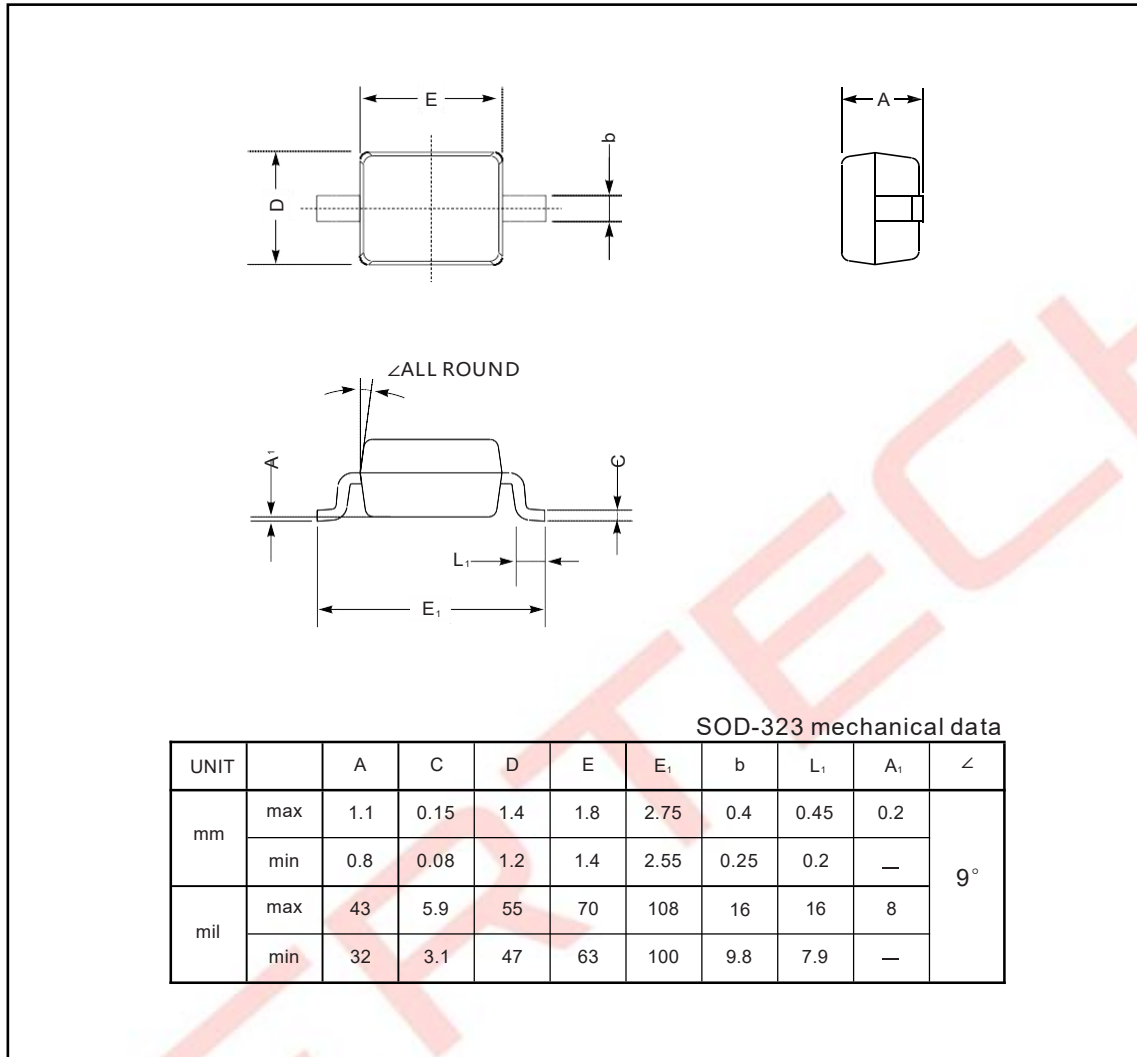 E
A
b
D
∠ALL ROUND
A1
C
L1
E1
SOD-323 mechanical data
UNIT A C D E E1 b L1 A1 ∠
mm max 1.1 0.15 1.4 1.8 2.75 0.4 0.45 0.2 9°
min 0.8 0.08 1.2 1.4 2.55 0.25 0.2 —
mil max 43 5.9 55 70 108 16 16 8
min 32 3.1 47 63 100 9.8 7.9 —